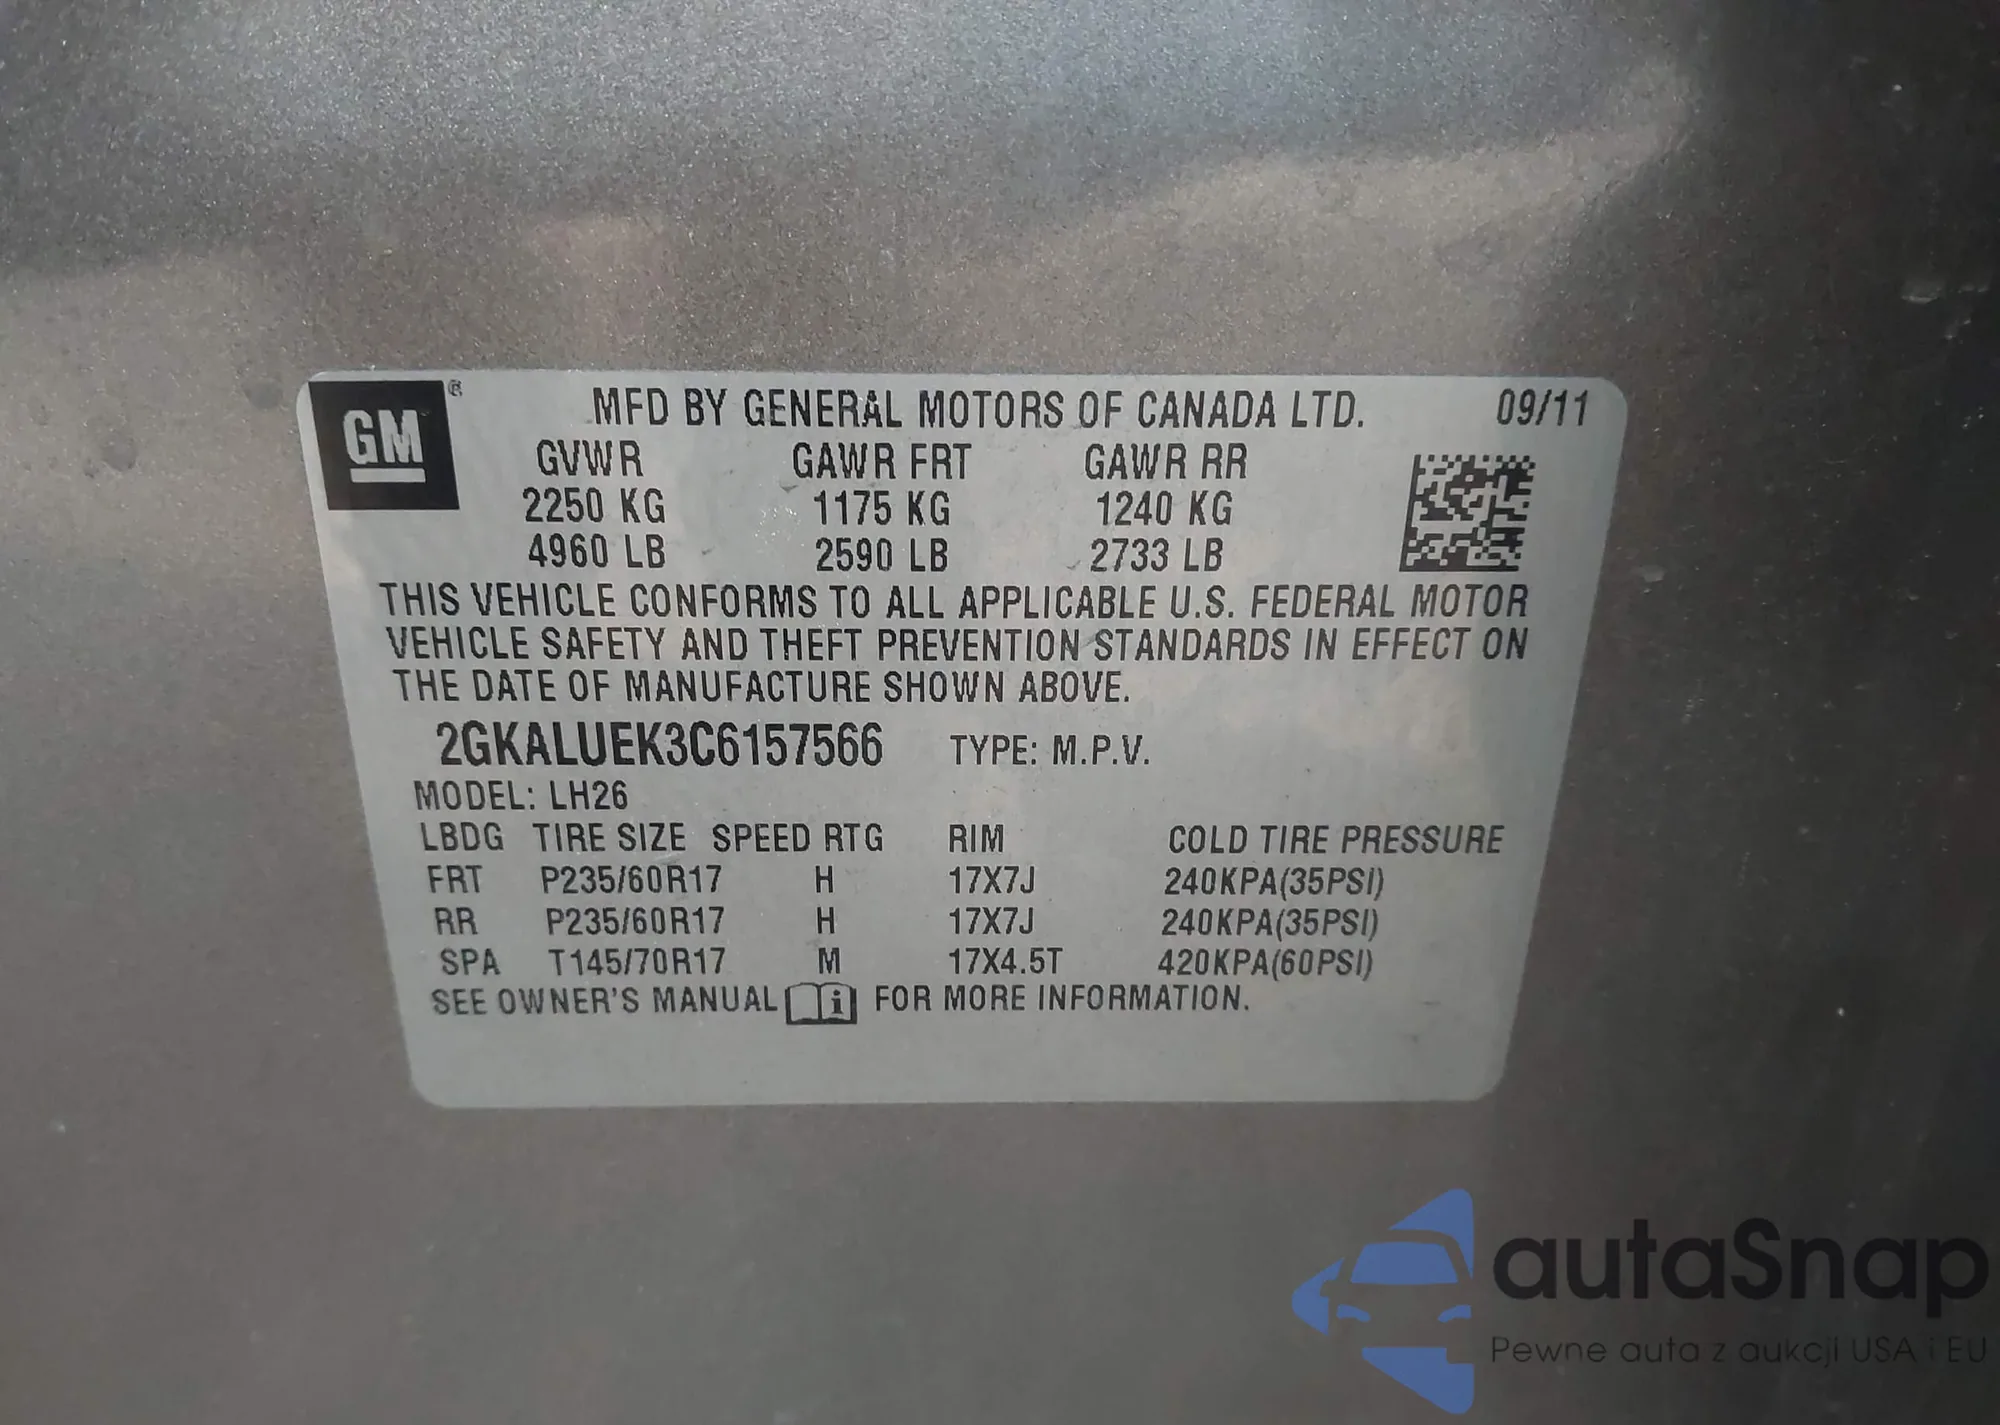 GM ® MFD BY GENERAL MOTORS OF CANADA LTD. 09/11
GVWR GAWR FRT GAWR RR
2250 KG 1175 KG 1240 KG
4960 LB 2590 LB 2733 LB
THIS VEHICLE CONFORMS TO ALL APPLICABLE U.S. FEDERAL MOTOR
VEHICLE SAFETY AND THEFT PREVENTION STANDARDS IN EFFECT ON
THE DATE OF MANUFACTURE SHOWN ABOVE.
2GKALUEK3C6157566 TYPE: M.P.V.
MODEL: LH26
LBDG TIRE SIZE SPEED RTG RIM COLD TIRE PRESSURE
FRT P235/60R17 H 17X7J 240KPA(35PSI)
RR P235/60R17 H 17X7J 240KPA(35PSI)
SPA T145/70R17 M 17X4.5T 420KPA(60PSI)
SEE OWNER'S MANUAL i FOR MORE INFORMATION.
autaSnap
Pewne auta z aukcji USA i EU